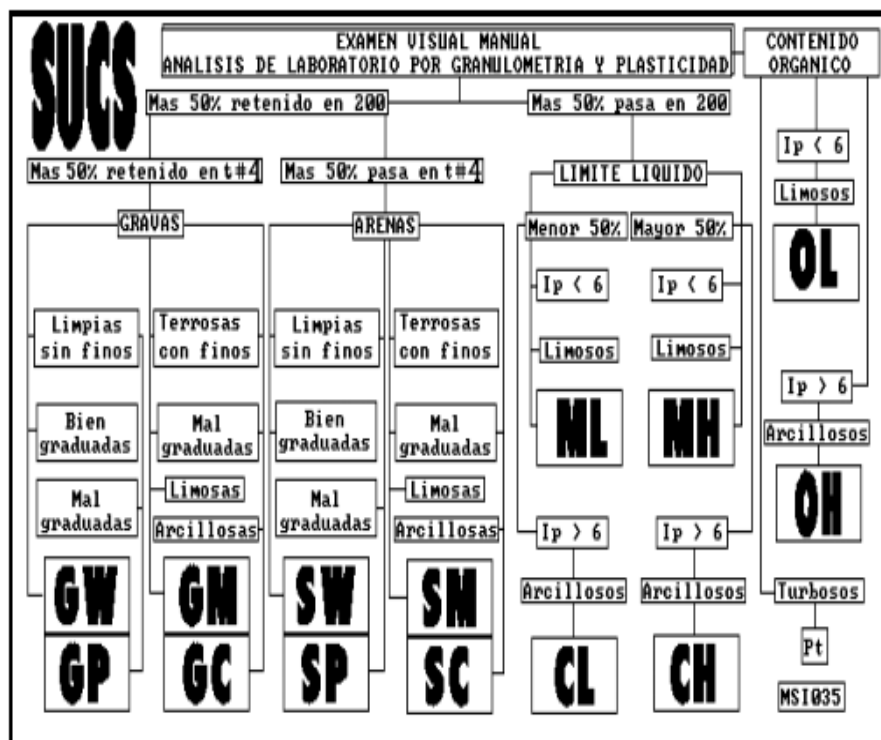 SUCS
EXAMEN VISUAL MANUAL
ANALISIS DE LABORATORIO POR GRANULOMETRIA Y PLASTICIDAD
CONTENIDO
ORGANICO
Mas 50% retenido en 200
Mas 50% pasa en 200
Mas 50% retenido en t#4
Mas 50% pasa en t#4
LIMITE LIQUIDO
Ip < 6
Limosos
OL
GRAVAS
ARENAS
Menor 50%
Mayor 50%
Ip < 6
Ip < 6
Limpias
sin finos
Terrosas
con finos
Limpias
sin finos
Terrosas
con finos
Limosos
Limosos
Ip > 6
Arcillosos
OH
Bien
graduadas
Mal
graduadas
Bien
graduadas
Mal
graduadas
ML
MH
Mal
graduadas
Limosas
Arcillosas
Mal
graduadas
Limosas
Arcillosas
Ip > 6
Ip > 6
GW
GM
SW
SM
Arcillosos
Arcillosos
Turbosos
GP
GC
SP
SC
CL
CH
Pt
MSI035